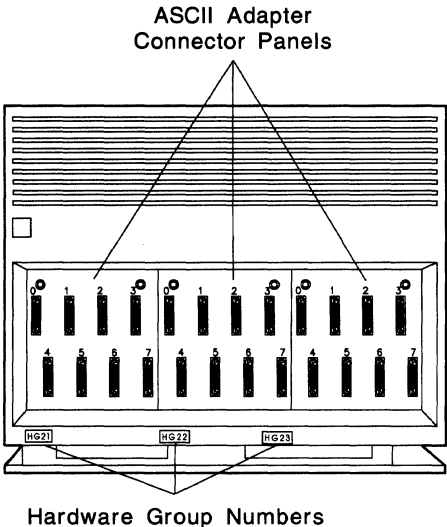 ASCII Adapter
Connector Panels
0 1 2 3 0 1 2 3 0 1 2 3
4 5 6 7 4 5 6 7 4 5 6 7
HG21 HG22 HG23
Hardware Group Numbers